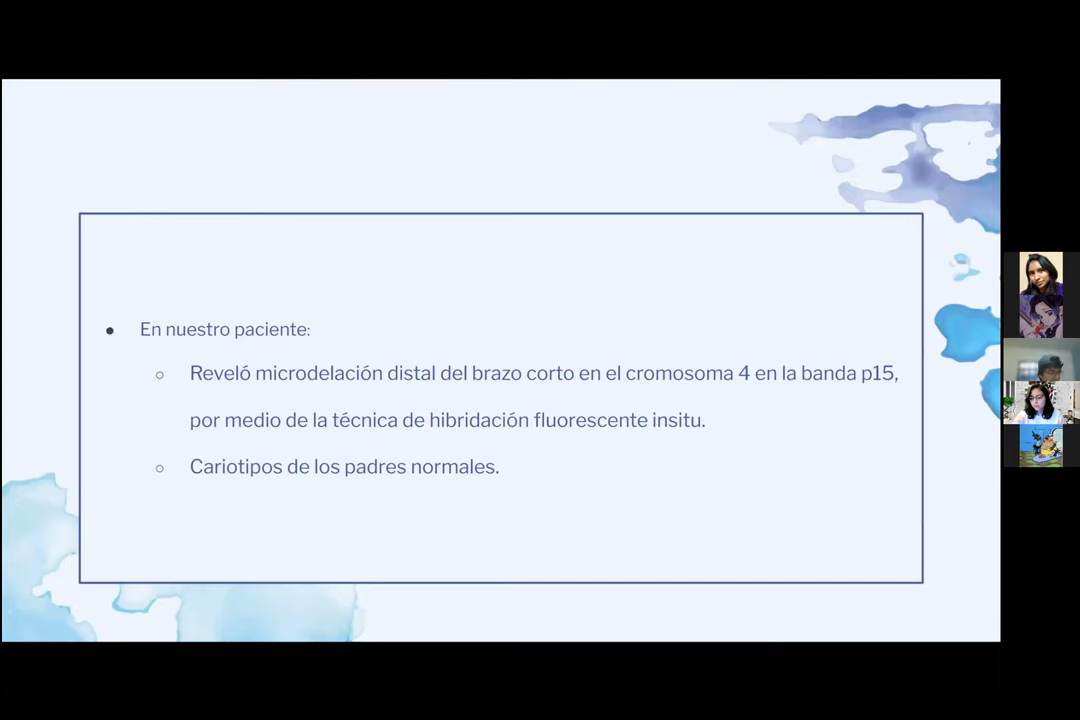 ● En nuestro paciente:
○ Reveló microdelación distal del brazo corto en el cromosoma 4 en la banda p15,
por medio de la técnica de hibridación fluorescente insitu.
○ Cariotipos de los padres normales.